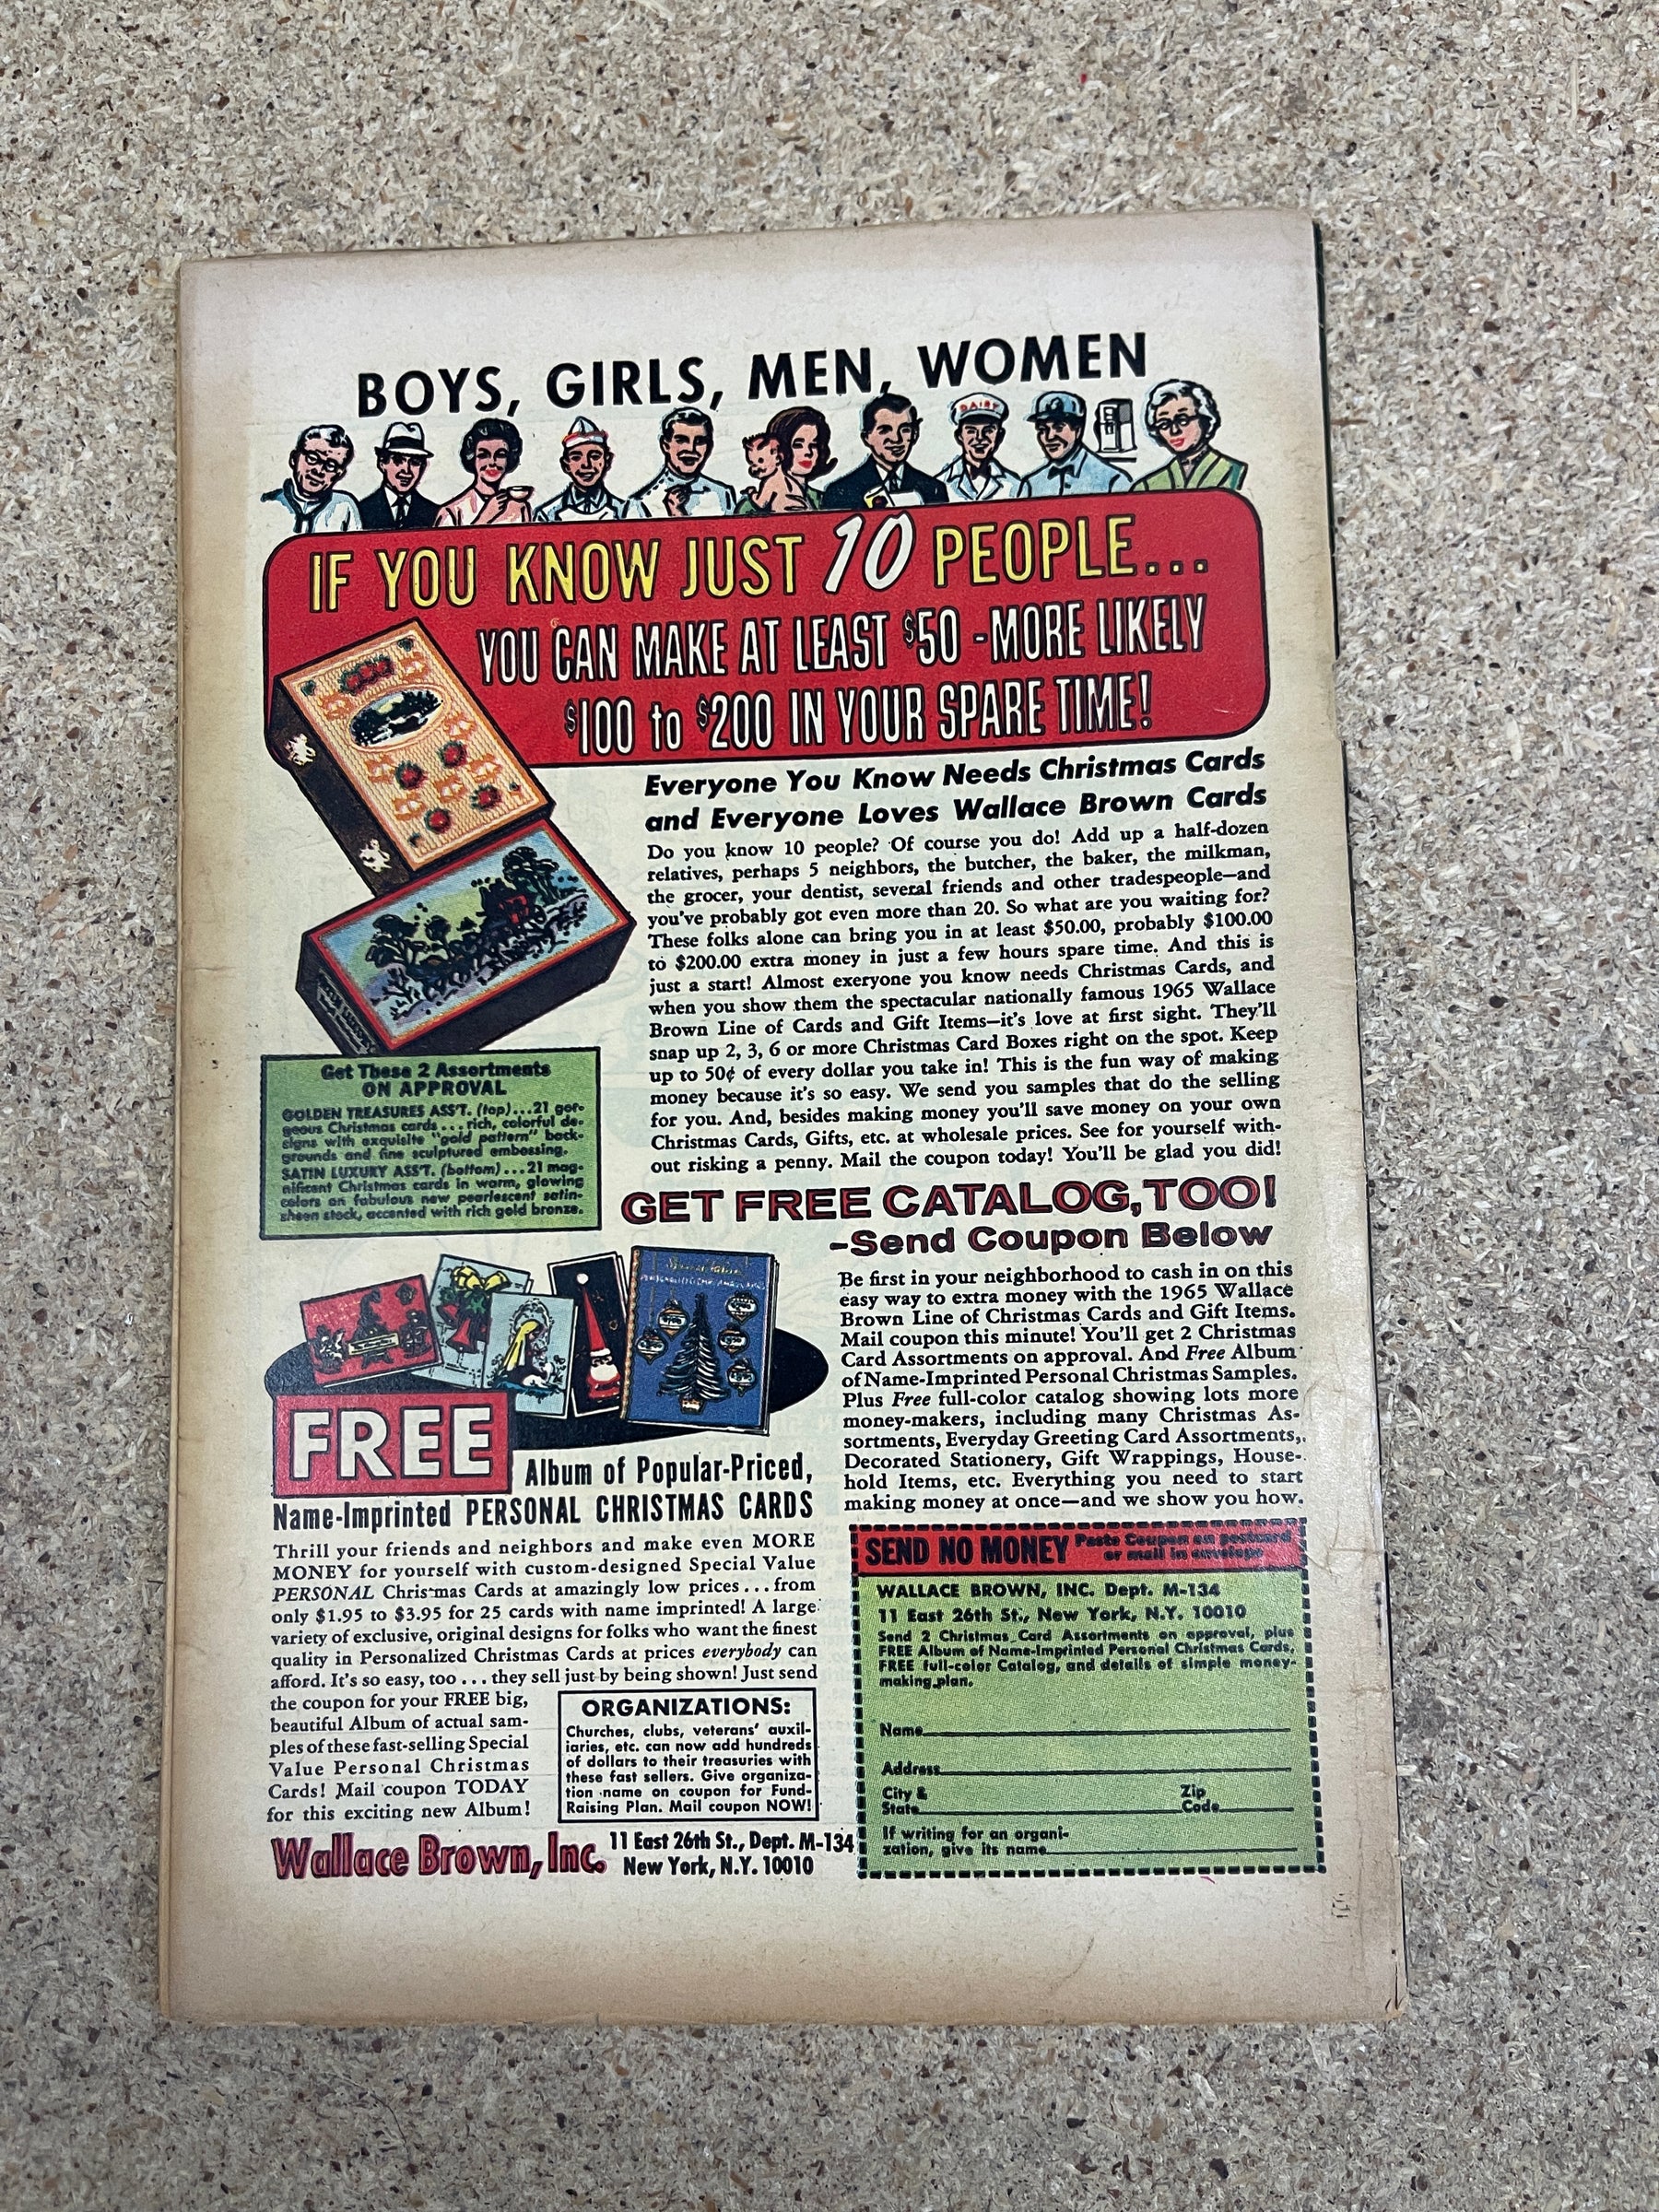 BOYS, GIRLS, MEN, WOMEN
DAIRY
IF YOU KNOW JUST 10 PEOPLE...
YOU CAN MAKE AT LEAST $50 - MORE LIKELY
$100 to $200 IN YOUR SPARE TIME!
Everyone You Know Needs Christmas Cards
and Everyone Loves Wallace Brown Cards
Do you know 10 people? Of course you do! Add up a half-dozen
relatives, perhaps 5 neighbors, the butcher, the baker, the milkman,
the grocer, your dentist, several friends and other tradespeople—and
you've probably got even more than 20. So what are you waiting for?
These folks alone can bring you in at least $50.00, probably $100.00
to $200.00 extra money in just a few hours spare time. And this is
just a start! Almost exeryone you know needs Christmas Cards, and
when you show them the spectacular nationally famous 1965 Wallace
Brown Line of Cards and Gift Items—it's love at first sight. They'll
snap up 2, 3, 6 or more Christmas Card Boxes right on the spot. Keep
up to 50¢ of every dollar you take in! This is the fun way of making
money because it's so easy. We send you samples that do the selling
for you. And, besides making money you'll save money on your own
Christmas Cards, Gifts, etc. at wholesale prices. See for yourself with-
out risking a penny. Mail the coupon today! You'll be glad you did!
Get These 2 Assortments
ON APPROVAL
GOLDEN TREASURES ASS'T. (top)...21 gor-
geous Christmas cards...rich, colorful de-
signs with exquisite "gold pattern" back-
grounds and fine sculptured embossing.
SATIN LUXURY ASS'T. (bottom)...21 mag-
nificent Christmas cards in warm, glowing
colors on fabulous new pearlescent satin-
sheen stock, accented with rich gold bronze.
GET FREE CATALOG, TOO!
-Send Coupon Below
Be first in your neighborhood to cash in on this
easy way to extra money with the 1965 Wallace
Brown Line of Christmas Cards and Gift Items.
Mail coupon this minute! You'll get 2 Christmas
Card Assortments on approval. And Free Album
of Name-Imprinted Personal Christmas Samples.
Plus Free full-color catalog showing lots more
money-makers, including many Christmas As-
sortments, Everyday Greeting Card Assortments,
Decorated Stationery, Gift Wrappings, House-
hold Items, etc. Everything you need to start
making money at once—and we show you how.
FREE Album of Popular-Priced,
Name-Imprinted PERSONAL CHRISTMAS CARDS
Thrill your friends and neighbors and make even MORE
MONEY for yourself with custom-designed Special Value
PERSONAL Christmas Cards at amazingly low prices...from
only $1.95 to $3.95 for 25 cards with name imprinted! A large
variety of exclusive, original designs for folks who want the finest
quality in Personalized Christmas Cards at prices everybody can
afford. It's so easy, too...they sell just by being shown! Just send
the coupon for your FREE big,
beautiful Album of actual sam-
ples of these fast-selling Special
Value Personal Christmas
Cards! Mail coupon TODAY
for this exciting new Album!
ORGANIZATIONS:
Churches, clubs, veterans' auxil-
iaries, etc. can now add hundreds
of dollars to their treasuries with
these fast sellers. Give organiza-
tion name on coupon for Fund-
Raising Plan. Mail coupon NOW!
Wallace Brown, Inc. 11 East 26th St., Dept. M-134
New York, N.Y. 10010
SEND NO MONEY Paste Coupon on postcard
or mail in envelope
WALLACE BROWN, INC. Dept. M-134
11 East 26th St., New York, N.Y. 10010
Send 2 Christmas Card Assortments on approval, plus
FREE Album of Name-Imprinted Personal Christmas Cards,
FREE full-color Catalog, and details of simple money-
making plan.
Name
Address
City & Zip
State Code
If writing for an organi-
zation, give its name